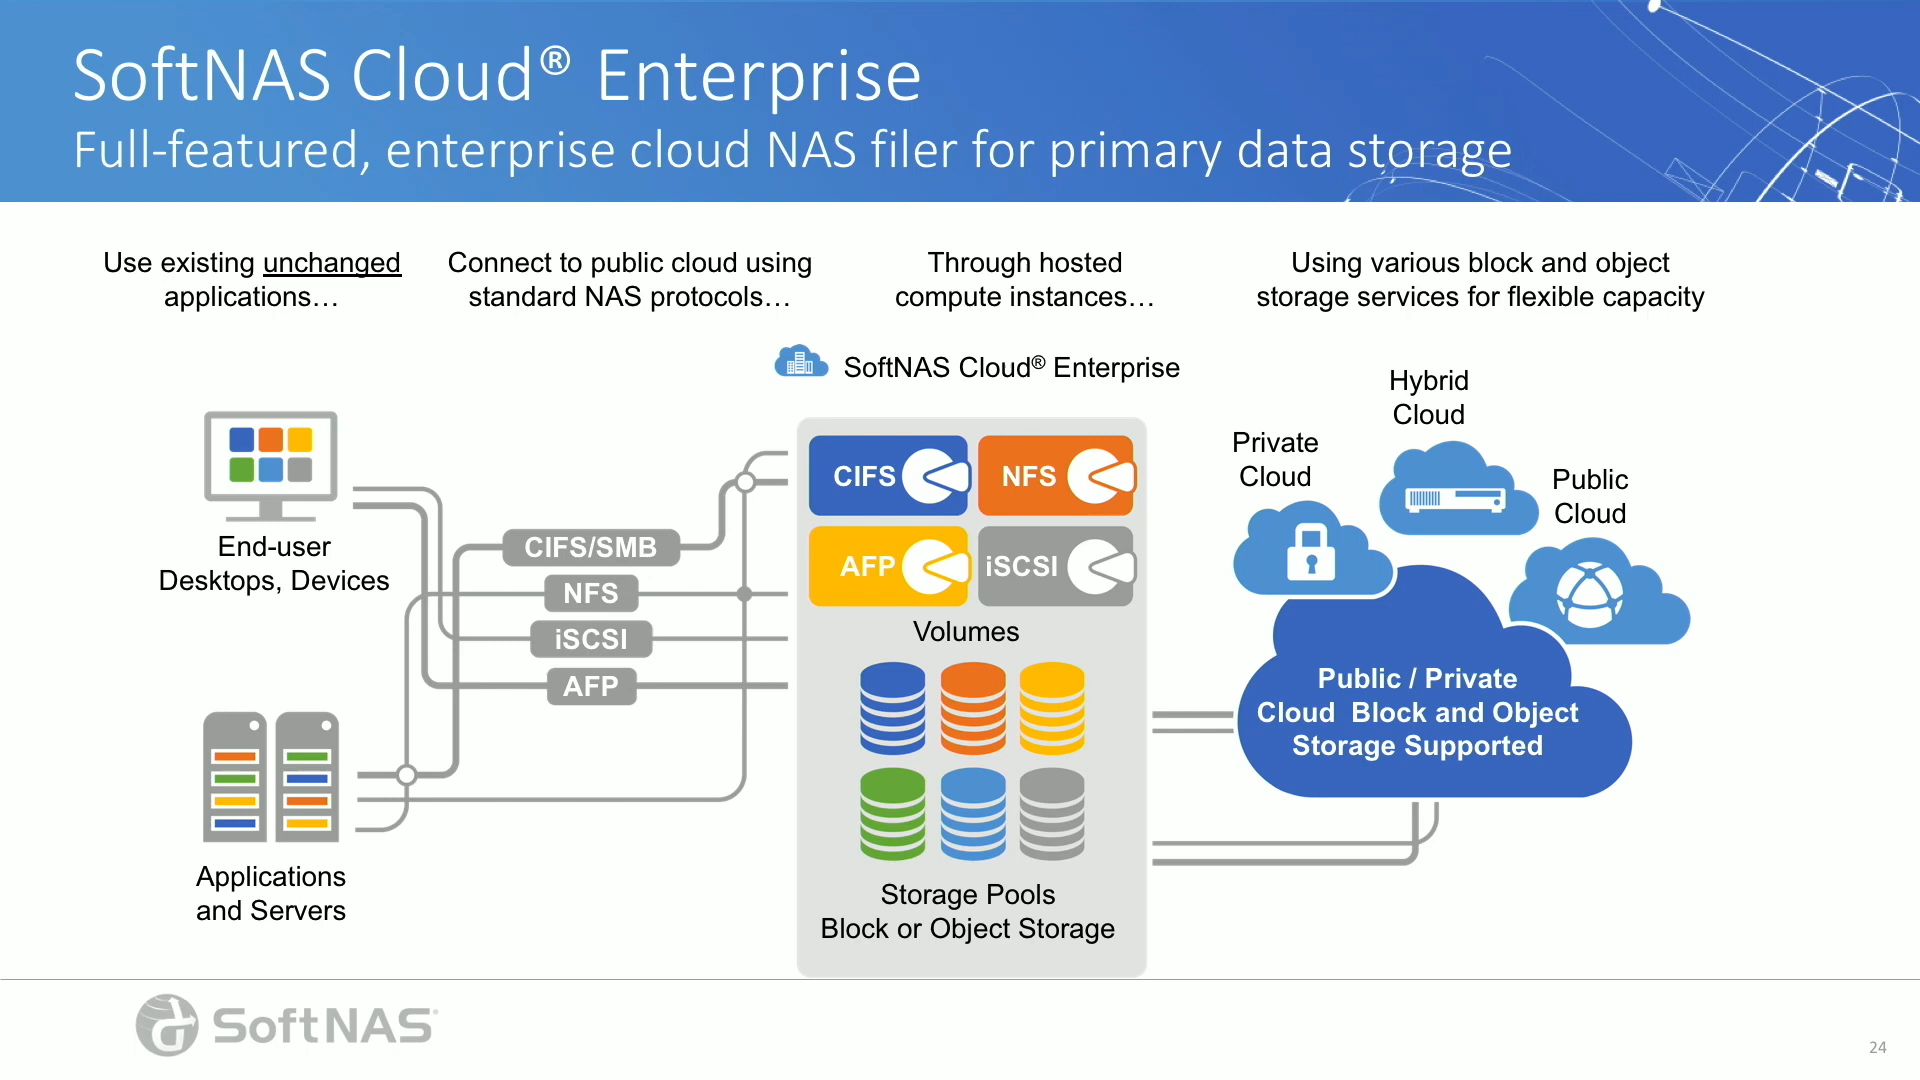 SoftNAS Cloud® Enterprise
Full-featured, enterprise cloud NAS filer for primary data storage
Use existing unchanged
applications…
Connect to public cloud using
standard NAS protocols…
Through hosted
compute instances…
Using various block and object
storage services for flexible capacity
SoftNAS Cloud® Enterprise
End-user
Desktops, Devices
Applications
and Servers
CIFS/SMB
NFS
iSCSI
AFP
CIFS
NFS
AFP
iSCSI
Volumes
Storage Pools
Block or Object Storage
Private
Cloud
Hybrid
Cloud
Public
Cloud
Public / Private
Cloud Block and Object
Storage Supported
SoftNAS
24